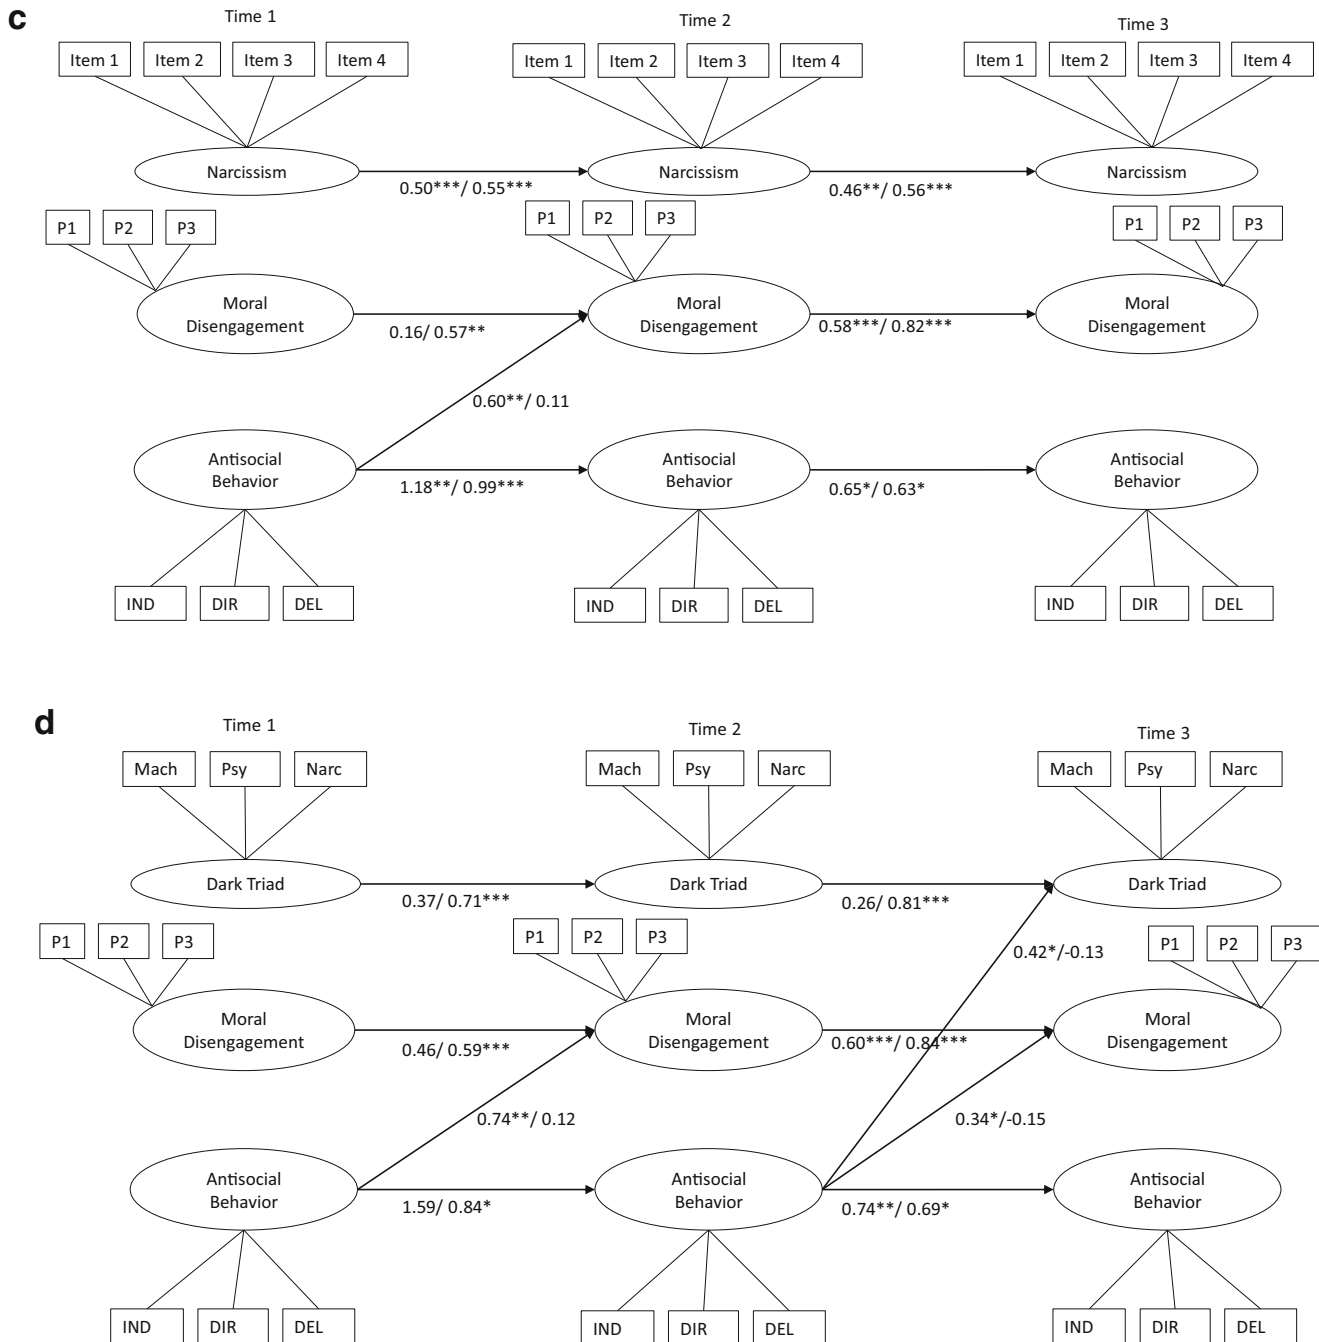 c
Time 1
Time 2
Time 3
Item 1
Item 2
Item 3
Item 4
Item 1
Item 2
Item 3
Item 4
Item 1
Item 2
Item 3
Item 4
Narcissism
0.50***/ 0.55***
Narcissism
0.46**/ 0.56***
Narcissism
P1
P2
P3
P1
P2
P3
P1
P2
P3
Moral
Disengagement
0.16/ 0.57**
Moral
Disengagement
0.58***/ 0.82***
Moral
Disengagement
0.60**/ 0.11
Antisocial
Behavior
1.18**/ 0.99***
Antisocial
Behavior
0.65*/ 0.63*
Antisocial
Behavior
IND
DIR
DEL
IND
DIR
DEL
IND
DIR
DEL
d
Time 1
Time 2
Time 3
Mach
Psy
Narc
Mach
Psy
Narc
Mach
Psy
Narc
Dark Triad
0.37/ 0.71***
Dark Triad
0.26/ 0.81***
Dark Triad
0.42*/-0.13
P1
P2
P3
P1
P2
P3
P1
P2
P3
Moral
Disengagement
0.46/ 0.59***
Moral
Disengagement
0.60***/ 0.84***
Moral
Disengagement
0.74**/ 0.12
0.34*/-0.15
Antisocial
Behavior
1.59/ 0.84*
Antisocial
Behavior
0.74**/ 0.69*
Antisocial
Behavior
IND
DIR
DEL
IND
DIR
DEL
IND
DIR
DEL